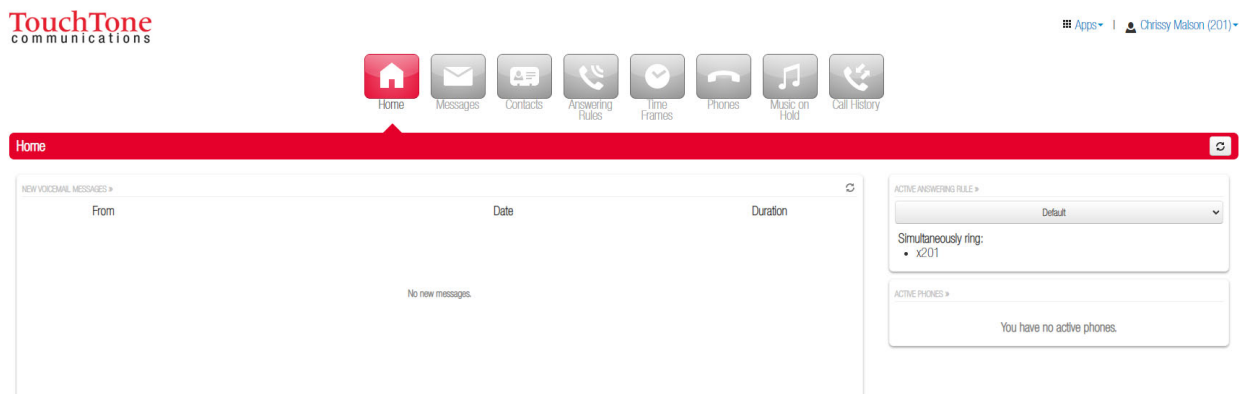 TouchTone
communications
Apps
Chrissy Malson (201)
Home
Messages
Contacts
Answering
Rules
Time
Frames
Phones
Music on
Hold
Call History
Home
NEW VOICEMAIL MESSAGES »
From Date Duration
No new messages.
ACTIVE ANSWERING RULE »
Default
Simultaneously ring:
• x201
ACTIVE PHONES »
You have no active phones.